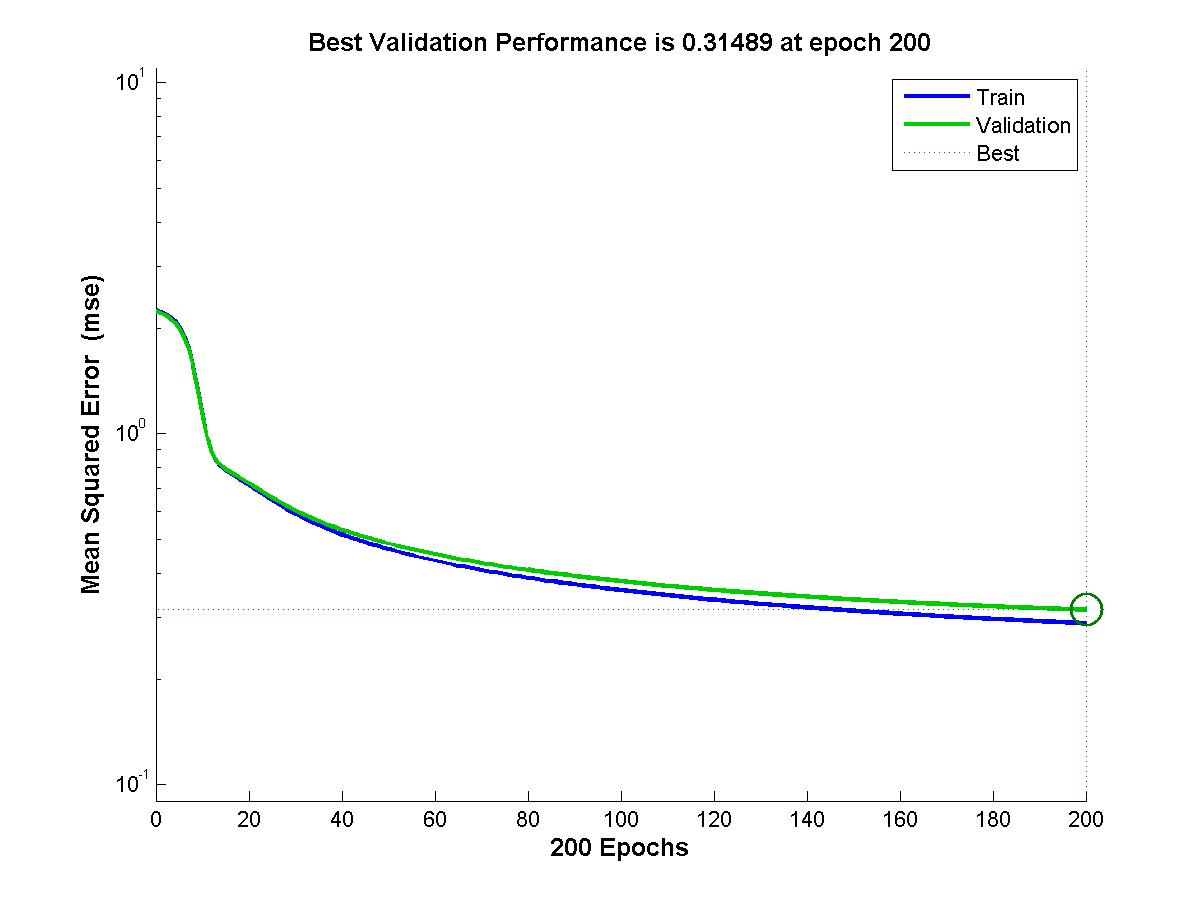 Best Validation Performance is 0.31489 at epoch 200
10^1
Train
Validation
Best
Mean Squared Error (mse)
10^0
10^-1
0 20 40 60 80 100 120 140 160 180 200
200 Epochs